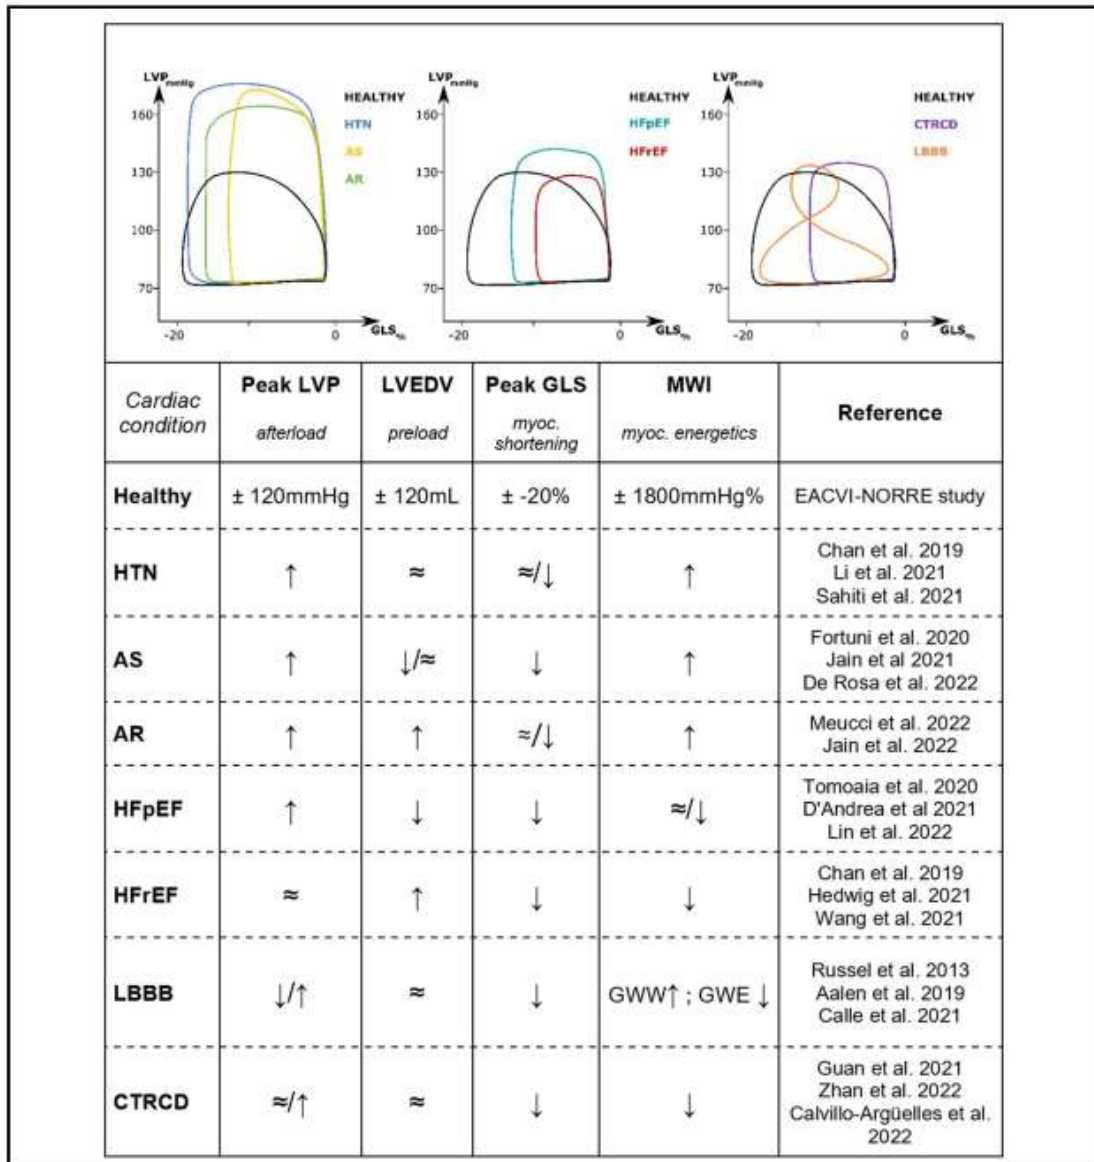 LVP mmHg
HEALTHY
HTN
AS
AR
160
130
100
70
-20
0
GLS %
LVP mmHg
HEALTHY
HFpEF
HFrEF
160
130
100
70
-20
0
GLS %
LVP mmHg
HEALTHY
CTRCD
LBBB
160
130
100
70
-20
0
GLS %
Cardiac condition
Peak LVP
afterload
LVEDV
preload
Peak GLS
myoc.
shortening
MWI
myoc. energetics
Reference
Healthy ± 120mmHg ± 120mL ± -20% ± 1800mmHg% EACVI-NORRE study
HTN ↑ ≈ ≈/↓ ↑
Chan et al. 2019
Li et al. 2021
Sahiti et al. 2021
AS ↑ ↓/≈ ↓ ↑
Fortuni et al. 2020
Jain et al 2021
De Rosa et al. 2022
AR ↑ ↑ ≈/↓ ↑
Meucci et al. 2022
Jain et al. 2022
HFpEF ↑ ↓ ↓ ≈/↓
Tomoaia et al. 2020
D'Andrea et al 2021
Lin et al. 2022
HFrEF ≈ ↑ ↓ ↓
Chan et al. 2019
Hedwig et al. 2021
Wang et al. 2021
LBBB ↓/↑ ≈ ↓ GWW↑ ; GWE ↓
Russel et al. 2013
Aalen et al. 2019
Calle et al. 2021
CTRCD ≈/↑ ≈ ↓ ↓
Guan et al. 2021
Zhan et al. 2022
Calvillo-Argüelles et al.
2022